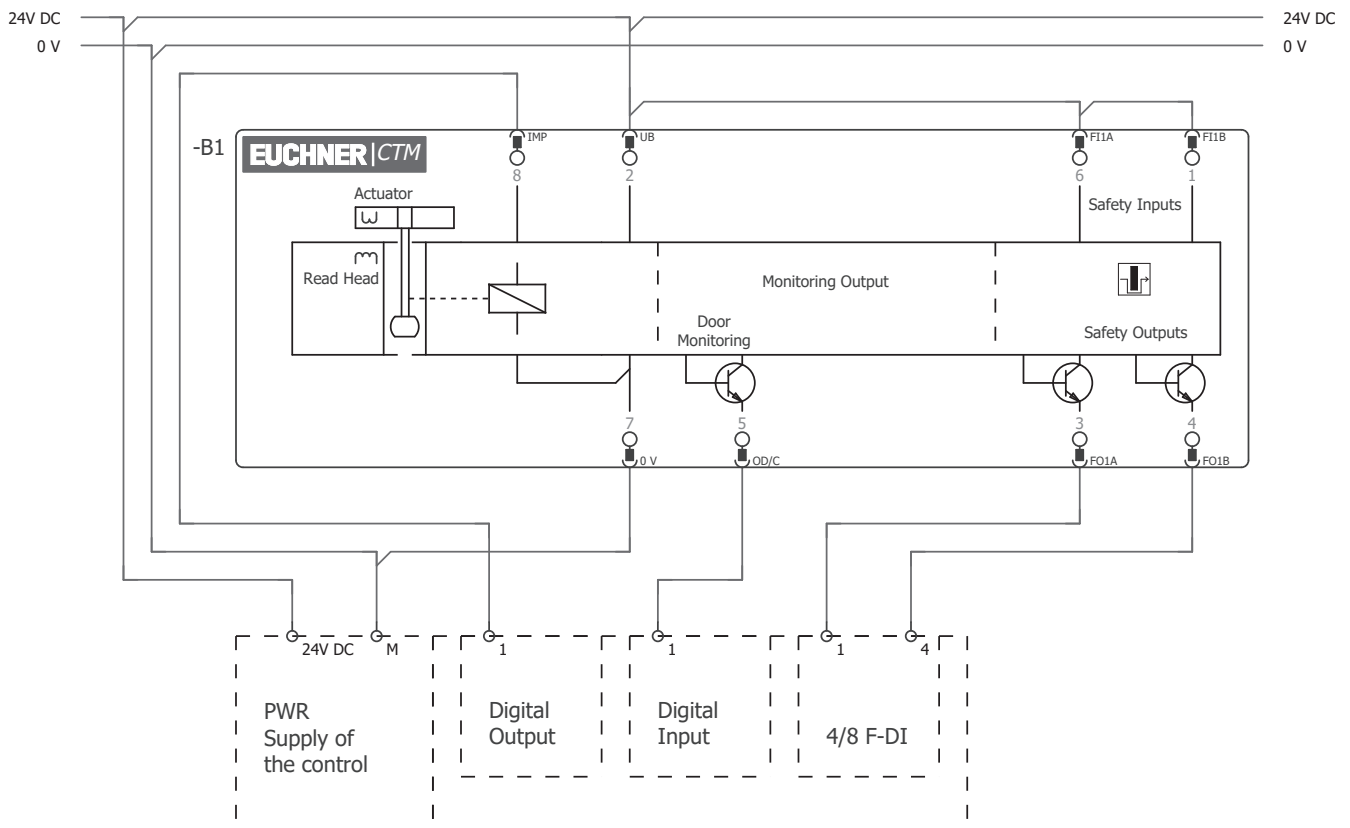 24V DC
24V DC
0 V
0 V
-B1
EUCHNER|CTM
IMP
UB
FI1A
FI1B
8
2
6
1
Actuator
Safety Inputs
Read Head
Monitoring Output
Door
Monitoring
Safety Outputs
7
5
3
4
0 V
OD/C
FO1A
FO1B
24V DC
M
1
1
1
4
PWR
Supply of
the control
Digital
Output
Digital
Input
4/8 F-DI